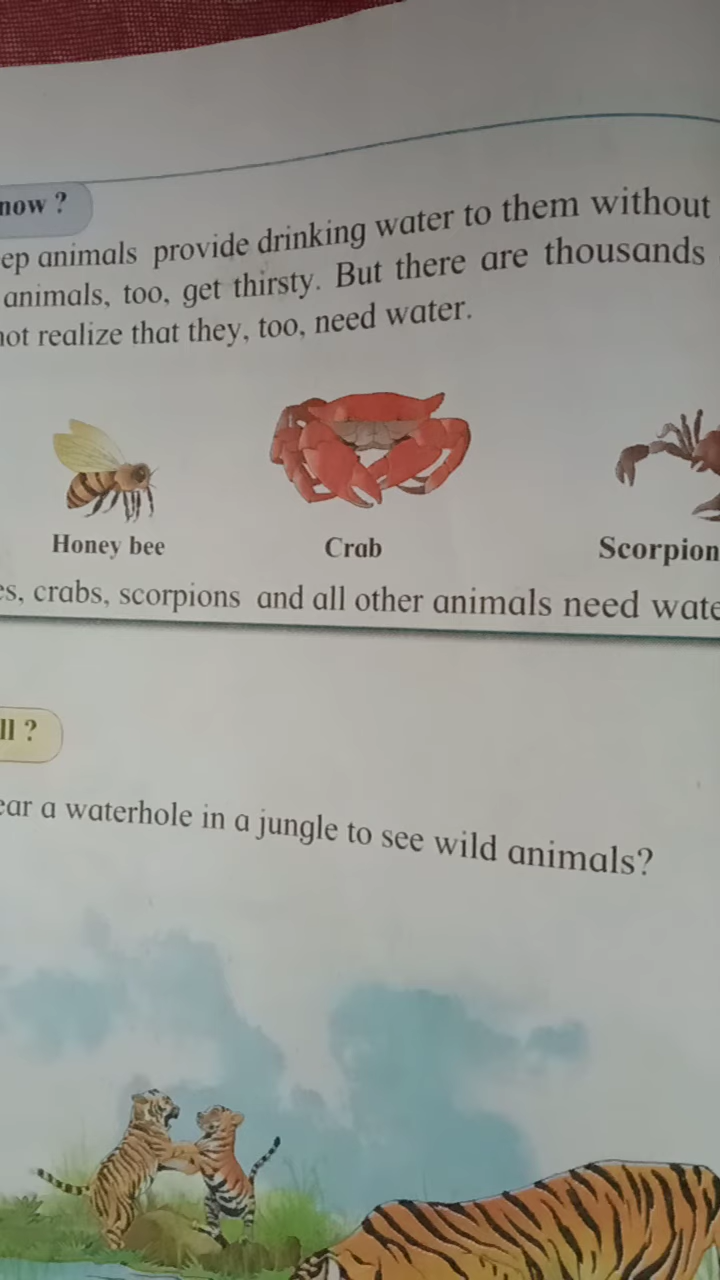 now ?
ep animals provide drinking water to them without
animals, too, get thirsty. But there are thousands
not realize that they, too, need water.
Honey bee
Crab
Scorpion
es, crabs, scorpions and all other animals need wate
ll ?
ear a waterhole in a jungle to see wild animals?